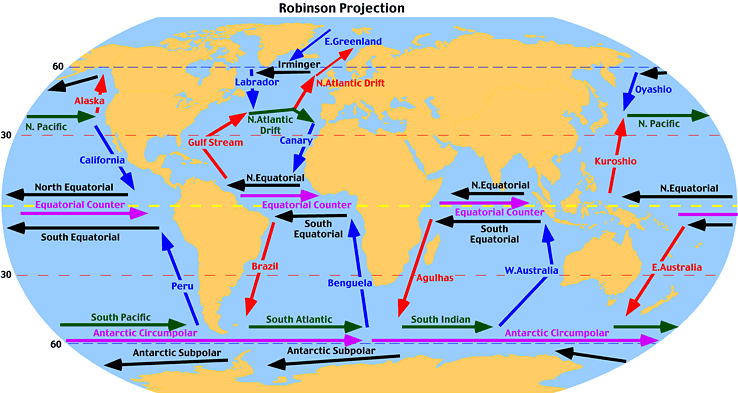 Robinson Projection
E.Greenland
60
Irminger
Labrador
N.Atlantic Drift
Alaska
Oyashio
N. Pacific
N.Atlantic
Drift
N. Pacific
30
Gulf Stream
Canary
California
Kuroshio
North Equatorial
N.Equatorial
N.Equatorial
N.Equatorial
Equatorial Counter
Equatorial Counter
Equatorial Counter
South Equatorial
South
Equatorial
South
Equatorial
Brazil
Peru
Benguela
Agulhas
W.Australia
E.Australia
30
South Pacific
South Atlantic
South Indian
Antarctic Circumpolar
Antarctic Circumpolar
60
Antarctic Subpolar
Antarctic Subpolar